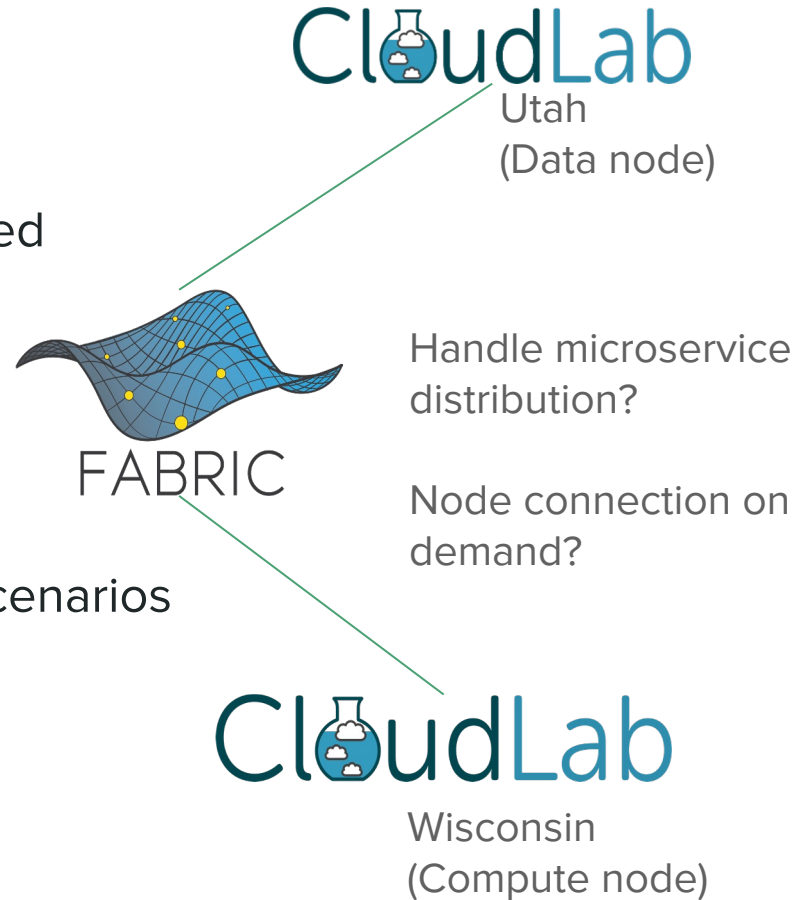 CloudLab
Utah
(Data node)
ed
Handle microservice
distribution?
FABRIC
Node connection on
demand?
cenarios
CloudLab
Wisconsin
(Compute node)